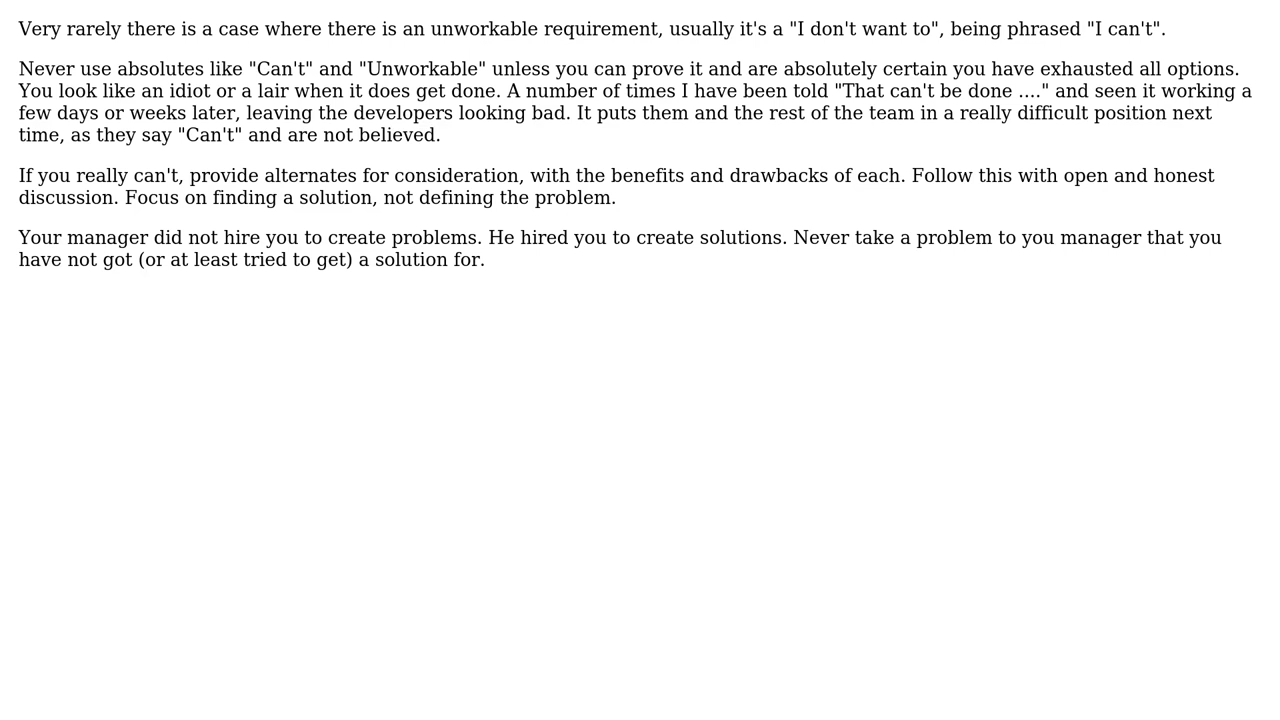 Very rarely there is a case where there is an unworkable requirement, usually it's a "I don't want to", being phrased "I can't".
Never use absolutes like "Can't" and "Unworkable" unless you can prove it and are absolutely certain you have exhausted all options.
You look like an idiot or a lair when it does get done. A number of times I have been told "That can't be done ...." and seen it working a
few days or weeks later, leaving the developers looking bad. It puts them and the rest of the team in a really difficult position next
time, as they say "Can't" and are not believed.
If you really can't, provide alternates for consideration, with the benefits and drawbacks of each. Follow this with open and honest
discussion. Focus on finding a solution, not defining the problem.
Your manager did not hire you to create problems. He hired you to create solutions. Never take a problem to you manager that you
have not got (or at least tried to get) a solution for.